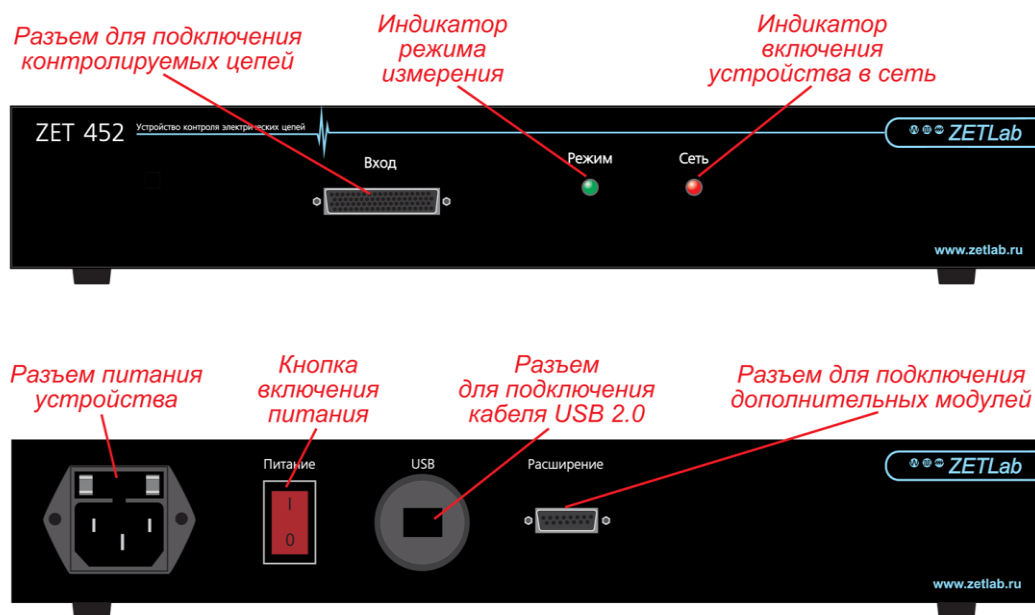 Разъем для подключения
контролируемых цепей
Индикатор
режима
измерения
Индикатор
включения
устройства в сеть
ZET 452
Устройство контроля электрических цепей
ZETLab
Вход
Режим
Сеть
www.zetlab.ru
Разъем питания
устройства
Кнопка
включения
питания
Разъем
для подключения
кабеля USB 2.0
Разъем для подключения
дополнительных модулей
Питание
USB
Расширение
ZETLab
I
0
www.zetlab.ru